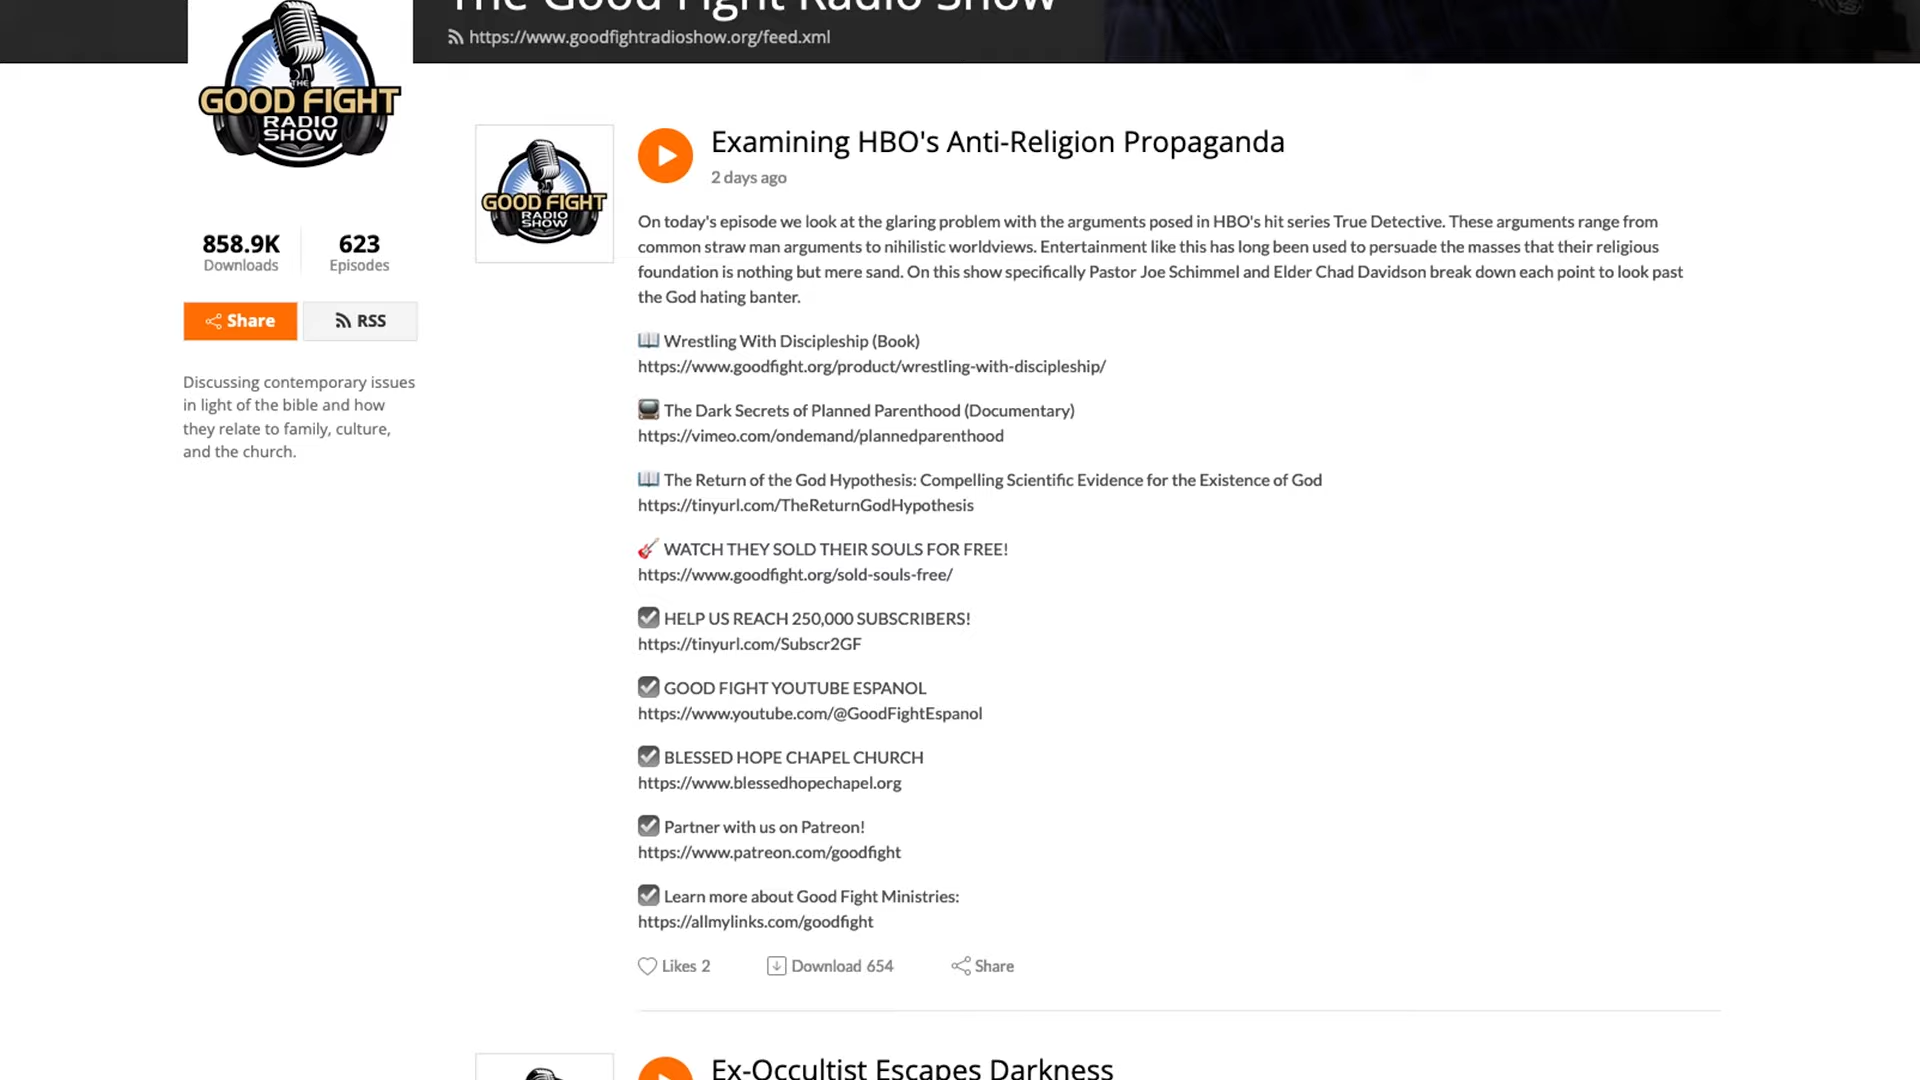 The Good Fight Radio Show
https://www.goodfightradioshow.org/feed.xml
THE
GOOD FIGHT
RADIO
SHOW
858.9K
Downloads
623
Episodes
Share
RSS
Discussing contemporary issues
in light of the bible and how
they relate to family, culture,
and the church.
THE
GOOD FIGHT
RADIO
SHOW
Examining HBO's Anti-Religion Propaganda
2 days ago
On today's episode we look at the glaring problem with the arguments posed in HBO's hit series True Detective. These arguments range from
common straw man arguments to nihilistic worldviews. Entertainment like this has long been used to persuade the masses that their religious
foundation is nothing but mere sand. On this show specifically Pastor Joe Schimmel and Elder Chad Davidson break down each point to look past
the God hating banter.
📖 Wrestling With Discipleship (Book)
https://www.goodfight.org/product/wrestling-with-discipleship/
📺 The Dark Secrets of Planned Parenthood (Documentary)
https://vimeo.com/ondemand/plannedparenthood
📖 The Return of the God Hypothesis: Compelling Scientific Evidence for the Existence of God
https://tinyurl.com/TheReturnGodHypothesis
🎸 WATCH THEY SOLD THEIR SOULS FOR FREE!
https://www.goodfight.org/sold-souls-free/
☑️ HELP US REACH 250,000 SUBSCRIBERS!
https://tinyurl.com/Subscr2GF
☑️ GOOD FIGHT YOUTUBE ESPANOL
https://www.youtube.com/@GoodFightEspanol
☑️ BLESSED HOPE CHAPEL CHURCH
https://www.blessedhopechapel.org
☑️ Partner with us on Patreon!
https://www.patreon.com/goodfight
☑️ Learn more about Good Fight Ministries:
https://allmylinks.com/goodfight
Likes 2
Download 654
Share
Ex-Occultist Escapes Darkness